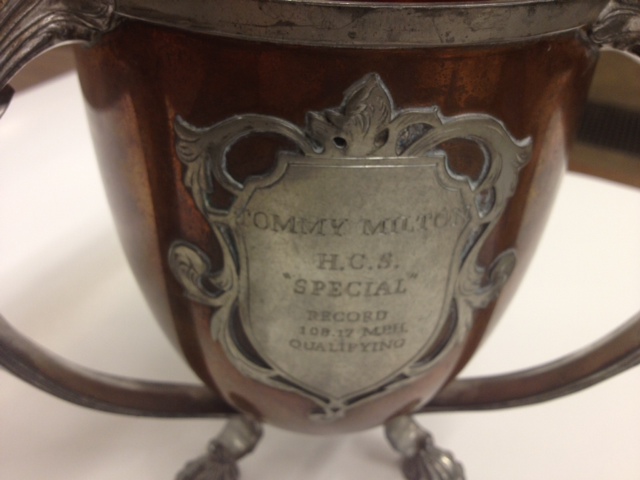 TOMMY MILTON
H.C.S.
"SPECIAL"
RECORD
108.17 M.P.H.
QUALIFYING